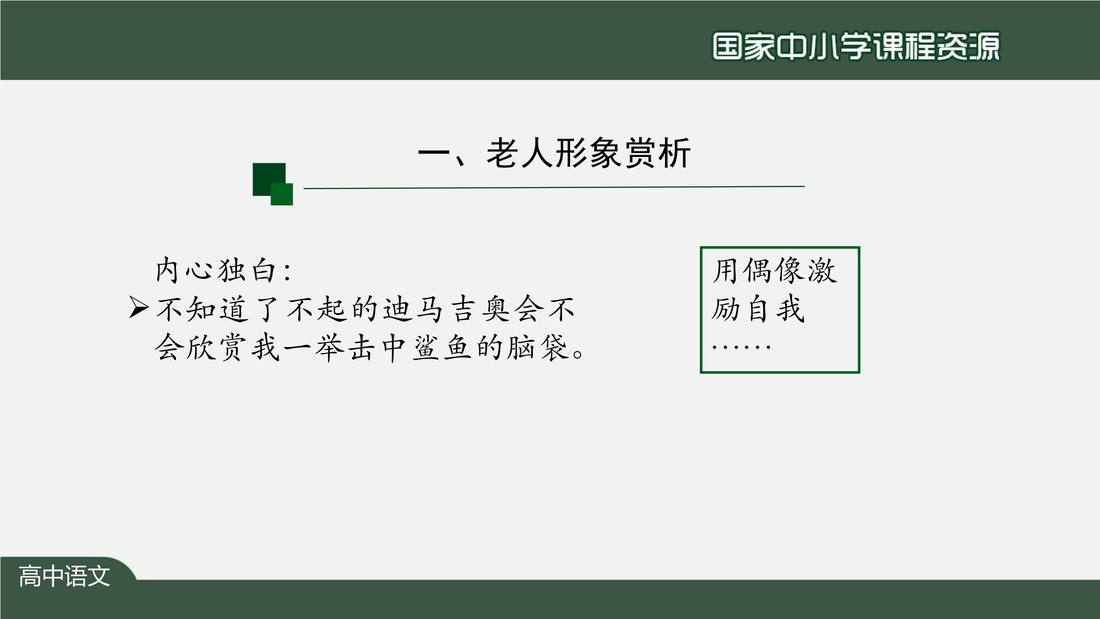 国家中小学课程资源
一、老人形象赏析
内心独白：
➢不知道了不起的迪马吉奥会不
会欣赏我一举击中鲨鱼的脑袋。
用偶像激
励自我
……
高中语文